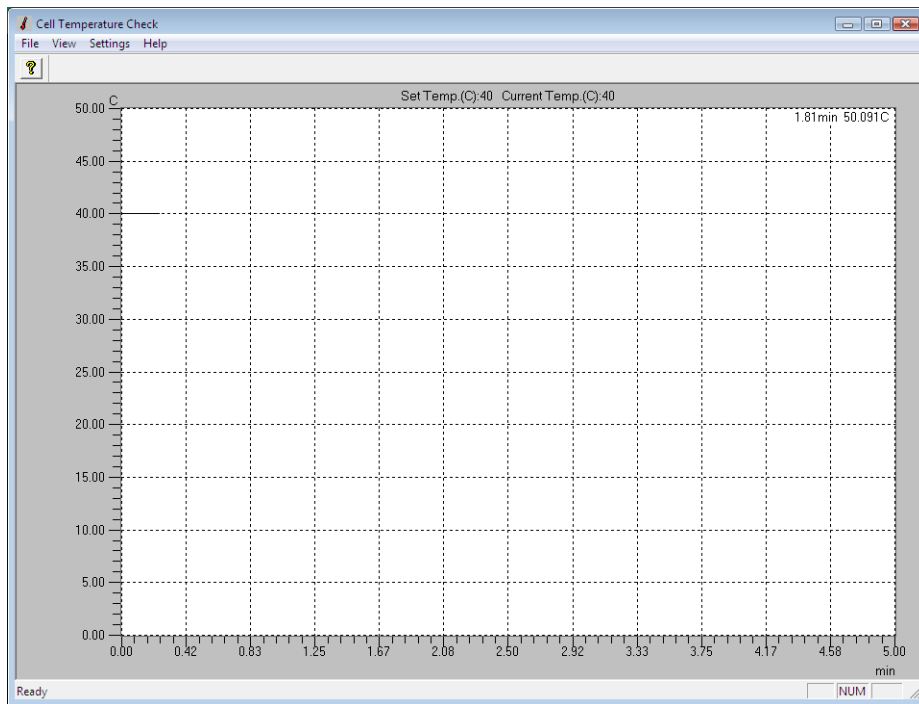 Cell Temperature Check
File View Settings Help
?
Set Temp.(C):40 Current Temp.(C):40
C
1.81min 50.091C
50.00
45.00
40.00
35.00
30.00
25.00
20.00
15.00
10.00
5.00
0.00
0.00 0.42 0.83 1.25 1.67 2.08 2.50 2.92 3.33 3.75 4.17 4.58 5.00
min
Ready NUM